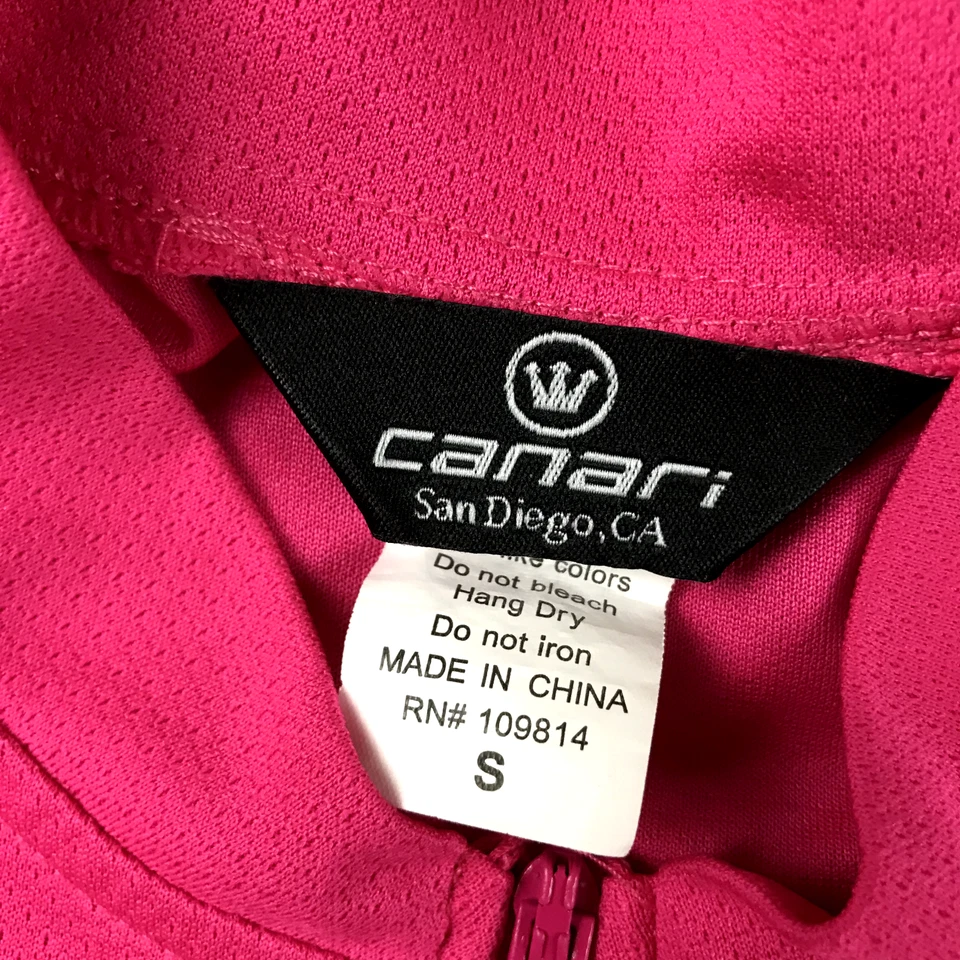 canari
San Diego, CA
colors
Do not bleach
Hang Dry
Do not iron
MADE IN CHINA
RN# 109814
S